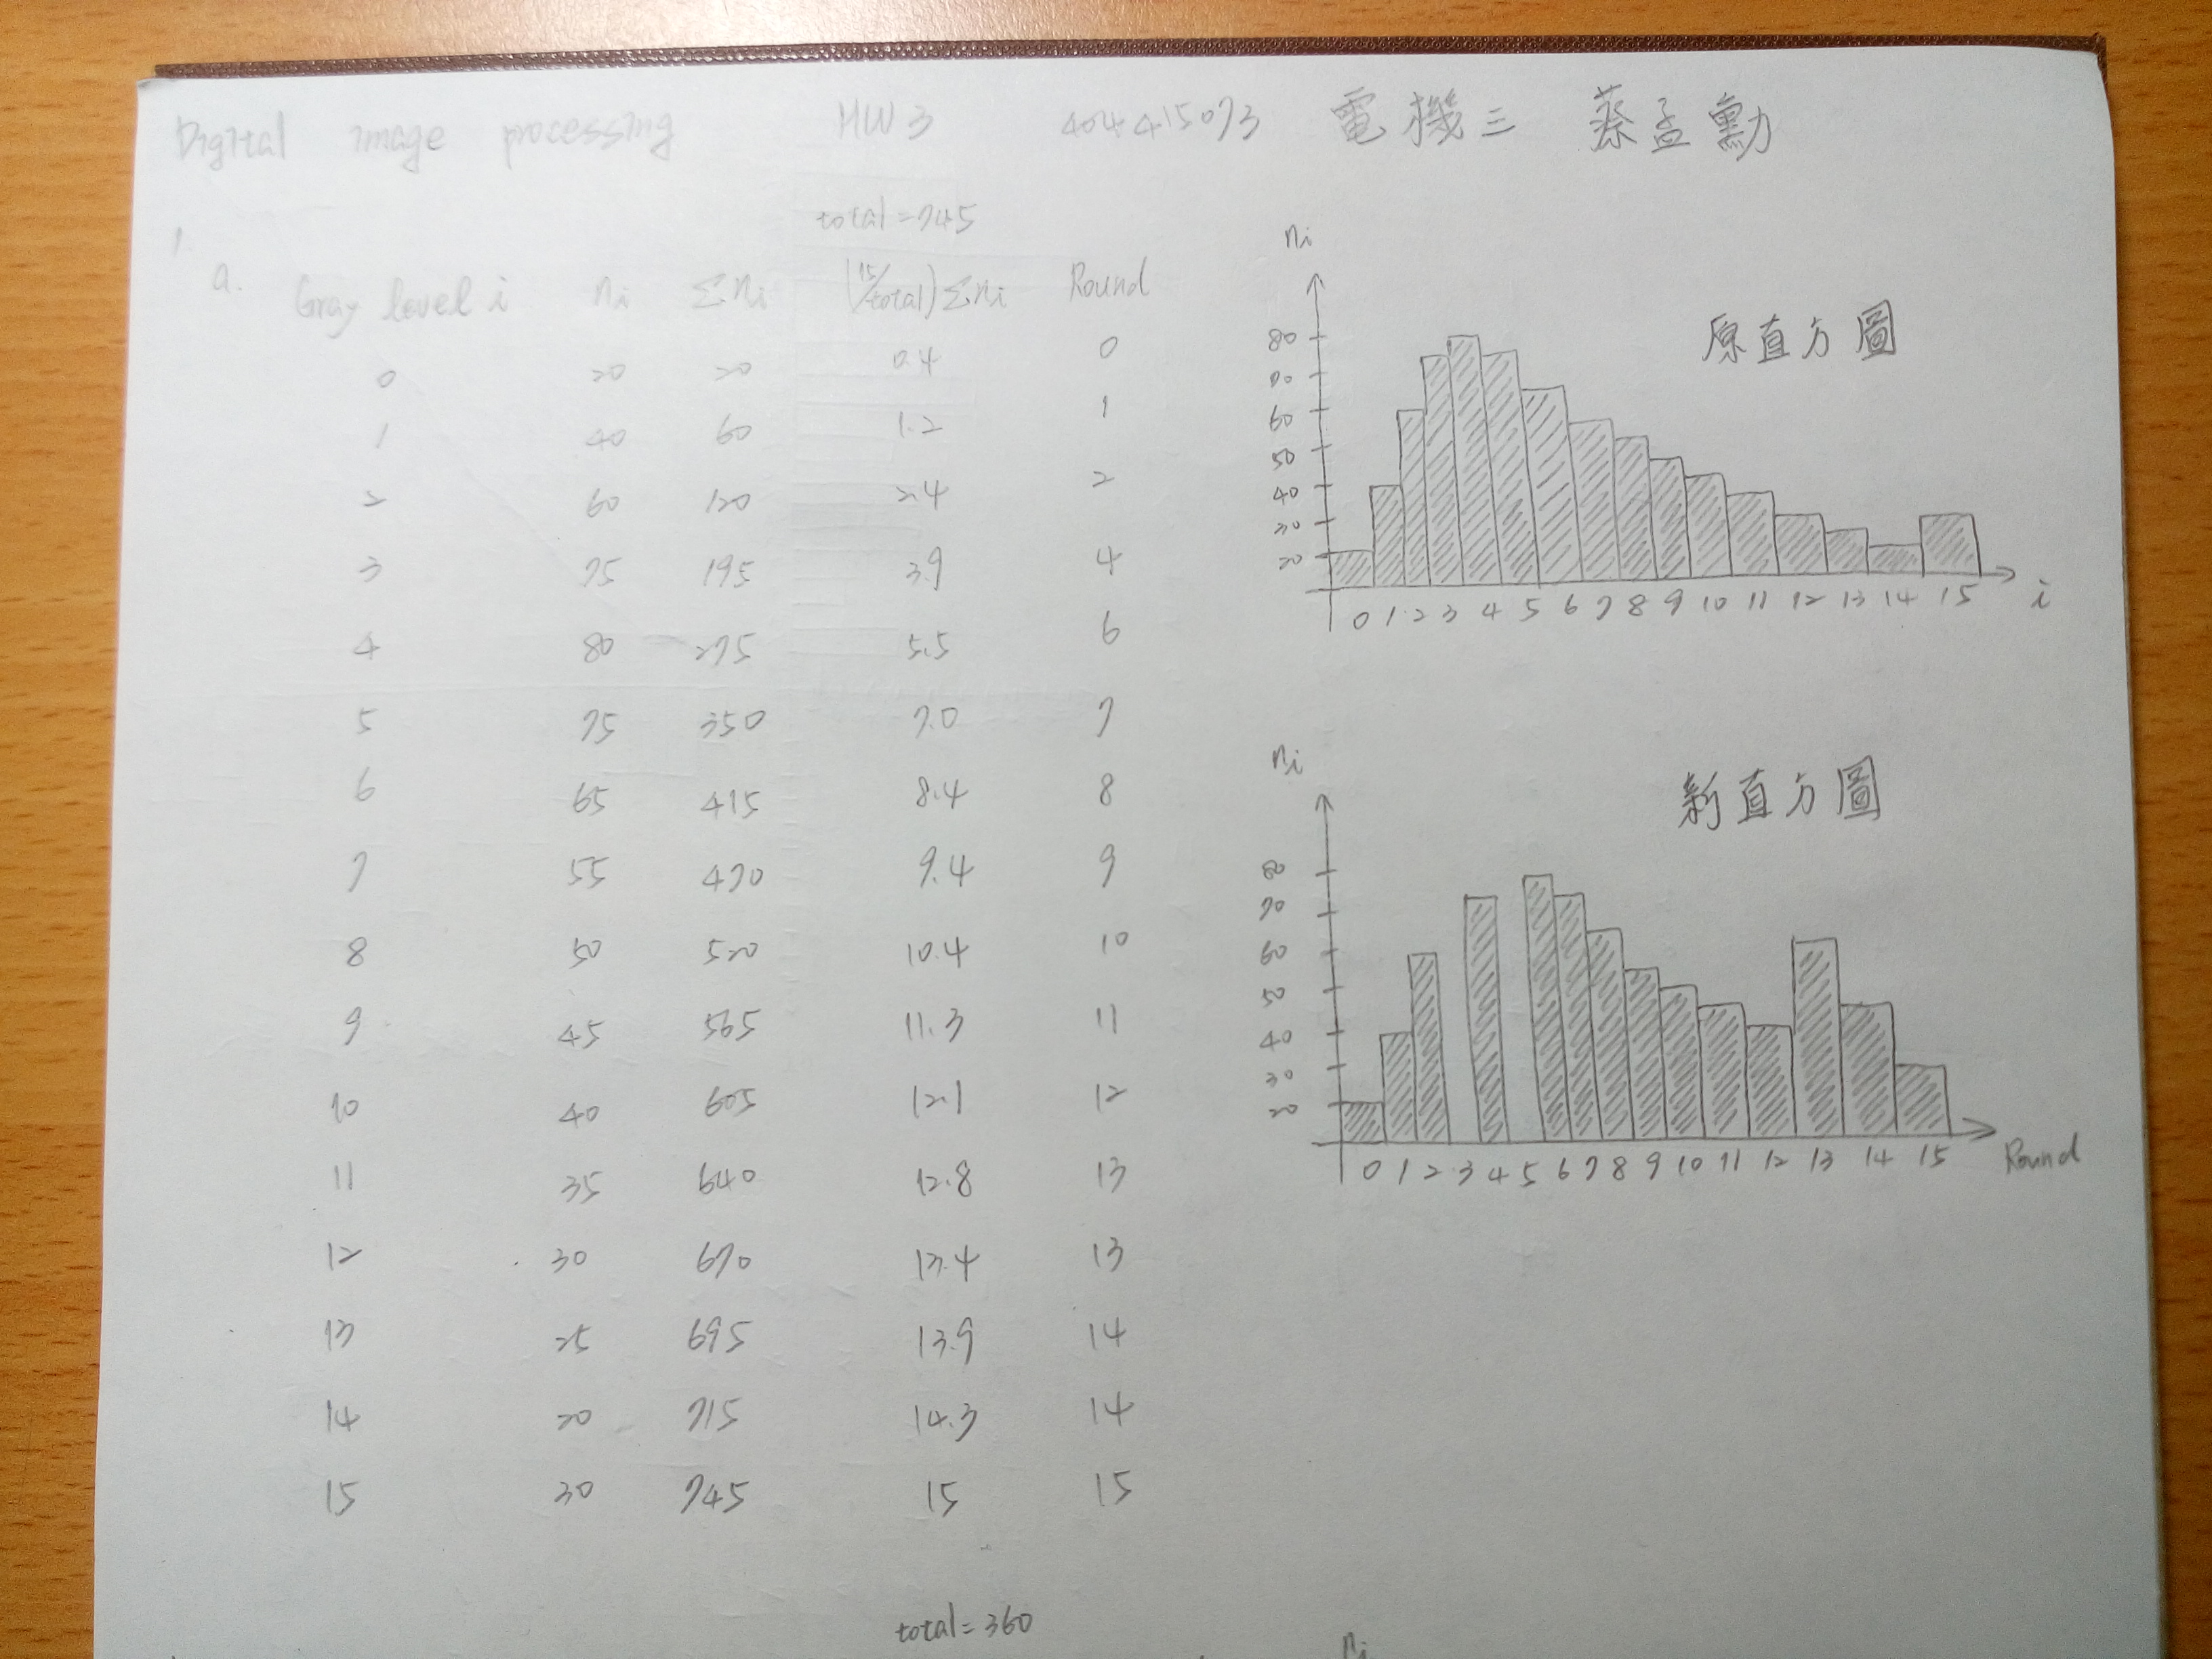 Digital image processing HW3 404415073 電機三 蔡孟勳
total=745
1.
a. Gray level i ni Σni (15/total)Σni Round
0 20 20 0.4 0
1 40 60 1.2 1
2 60 120 2.4 2
3 75 195 3.9 4
4 80 275 5.5 6
5 75 350 7.0 7
6 65 415 8.4 8
7 55 470 9.4 9
8 50 520 10.4 10
9 45 565 11.3 11
10 40 605 12.1 12
11 35 640 12.8 13
12 30 670 13.4 13
13 25 695 13.9 14
14 20 715 14.3 14
15 30 745 15 15
total=360
ni
原直方圖
80
70
60
50
40
30
20
0 1 2 3 4 5 6 7 8 9 10 11 12 13 14 15 i
ni
新直方圖
80
70
60
50
40
30
20
0 1 2 3 4 5 6 7 8 9 10 11 12 13 14 15 Round
ni